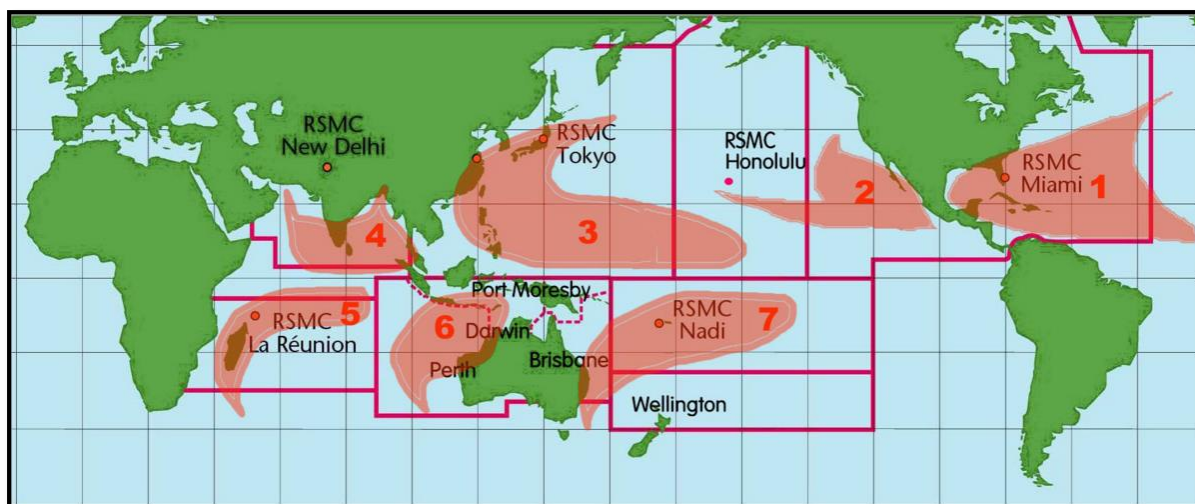 RSMC
New Delhi
RSMC
Tokyo
RSMC
Honolulu
RSMC
Miami
1
2
3
4
5
RSMC
La Réunion
6
Port Moresby
Darwin
Perth
Brisbane
RSMC
Nadi
7
Wellington